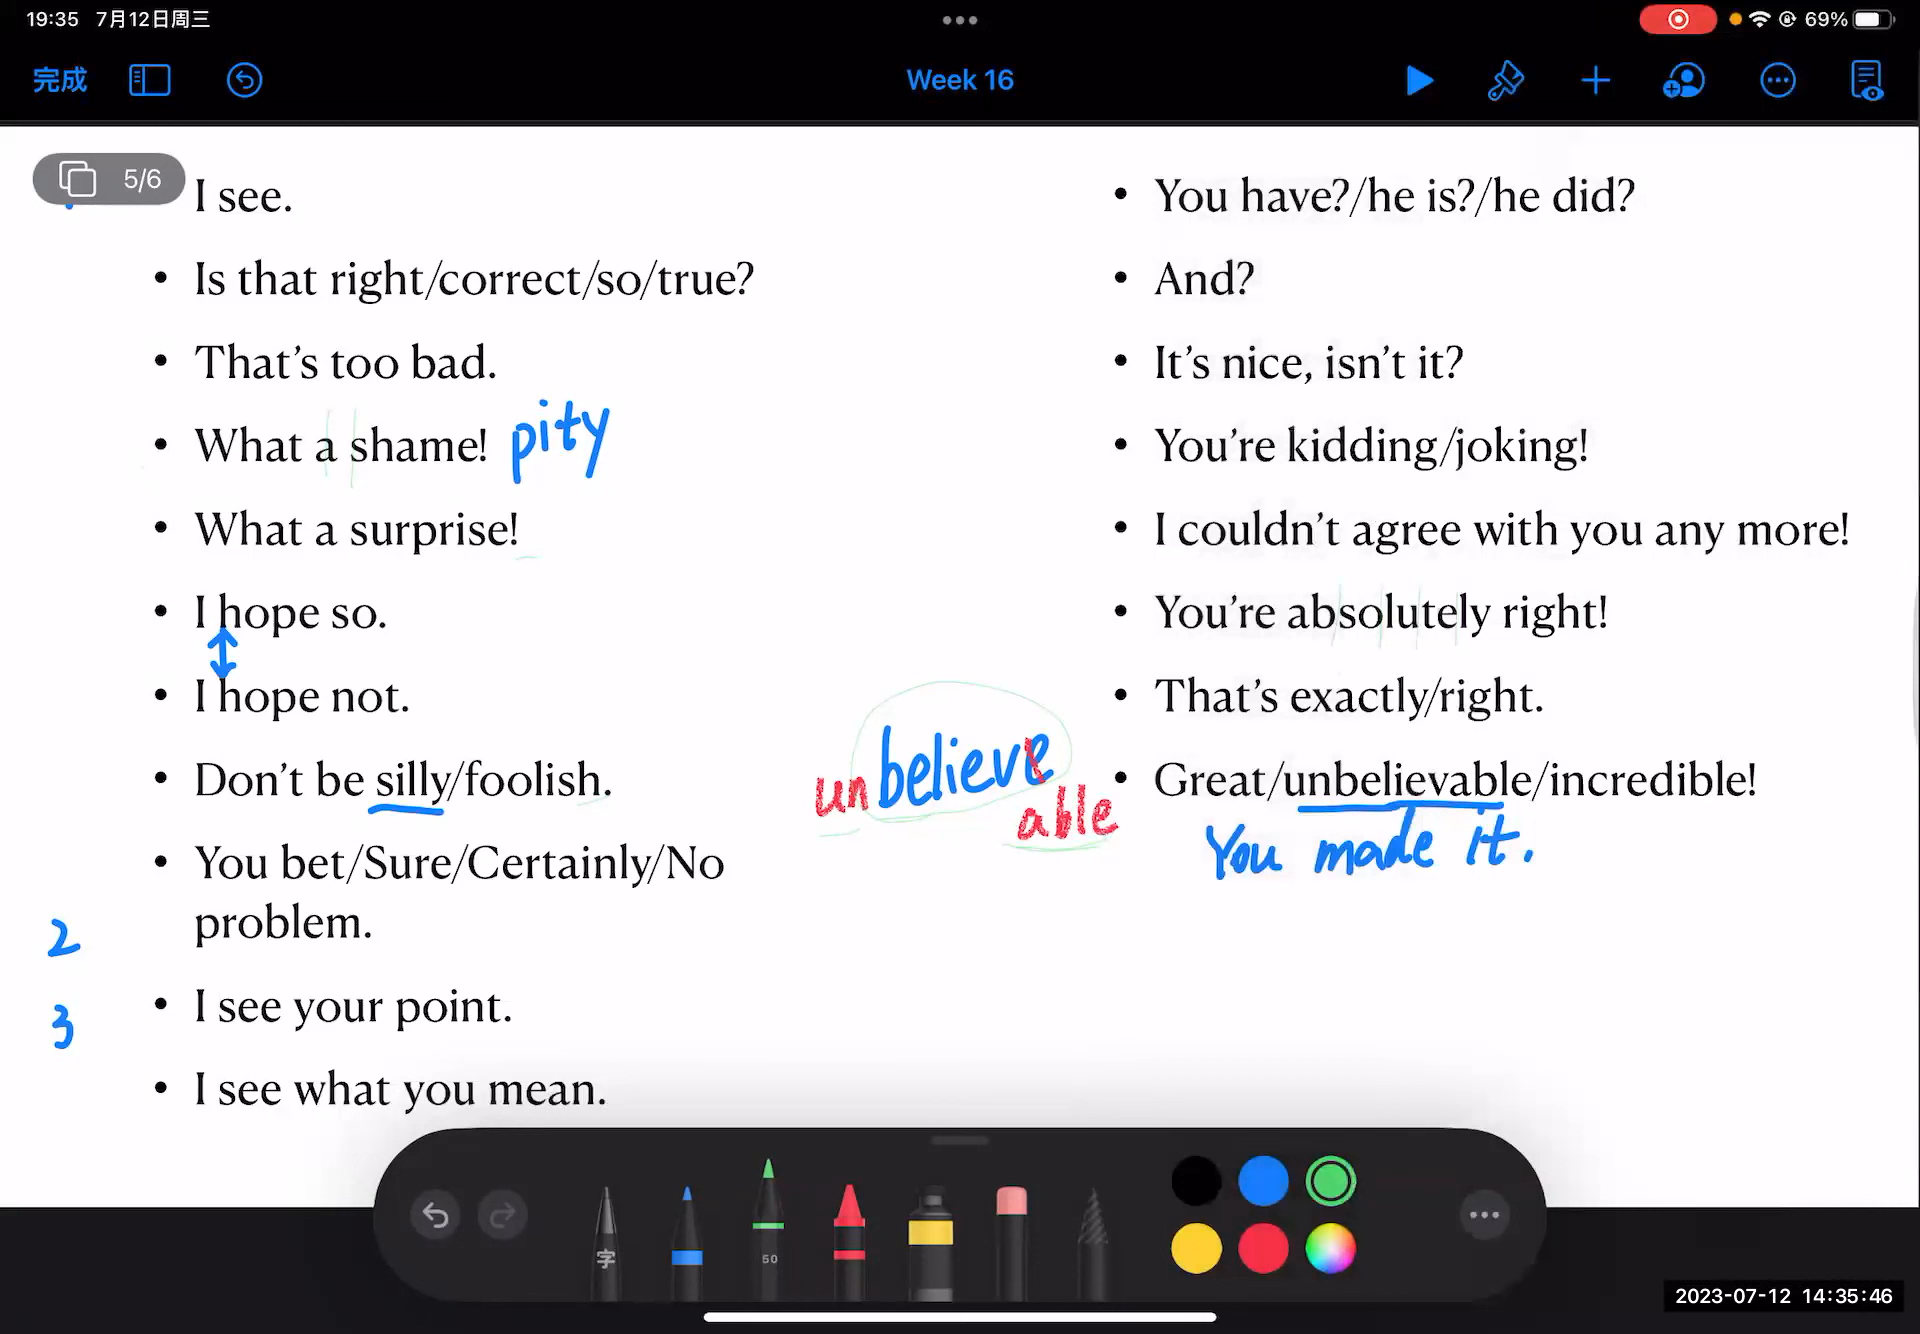 19:35 7月12日周三
69%
完成
Week 16
5/6
I see.
• Is that right/correct/so/true?
• That’s too bad.
• What a shame! pity
• What a surprise!
• I hope so.
• I hope not.
• Don’t be silly/foolish.
• You bet/Sure/Certainly/No
problem.
2
3
• I see your point.
• I see what you mean.
unbelieve
able
• You have?/he is?/he did?
• And?
• It’s nice, isn’t it?
• You’re kidding/joking!
• I couldn’t agree with you any more!
• You’re absolutely right!
• That’s exactly/right.
• Great/unbelievable/incredible!
You made it.
字
50
2023-07-12 14:35:46